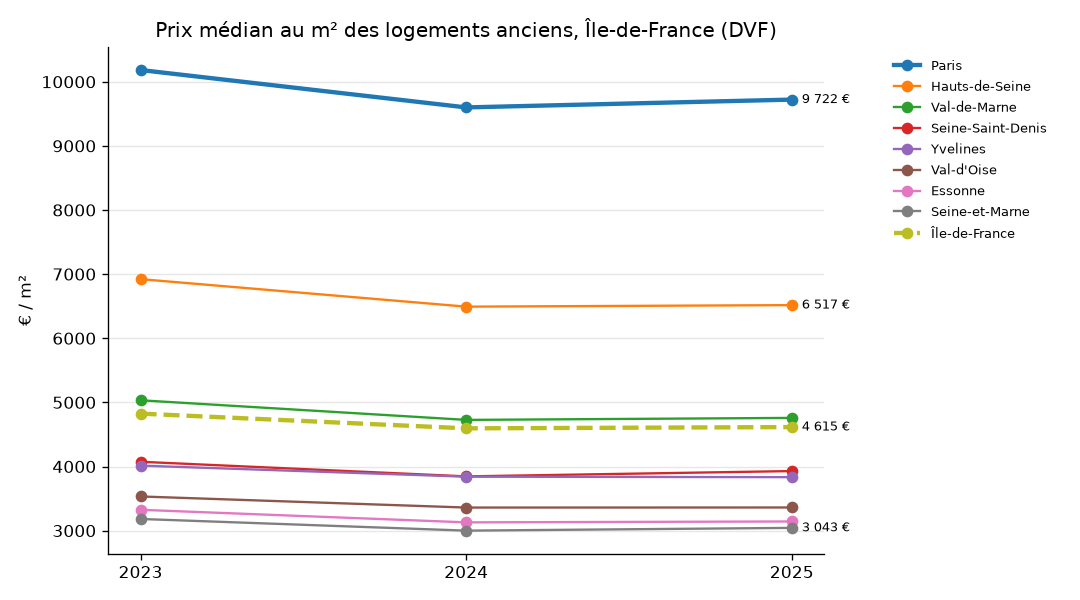 Prix médian au m² des logements anciens, Île-de-France (DVF)
€ / m²
10000
9000
8000
7000
6000
5000
4000
3000
2023
2024
2025
9 722 €
6 517 €
4 615 €
3 043 €
Paris
Hauts-de-Seine
Val-de-Marne
Seine-Saint-Denis
Yvelines
Val-d'Oise
Essonne
Seine-et-Marne
Île-de-France